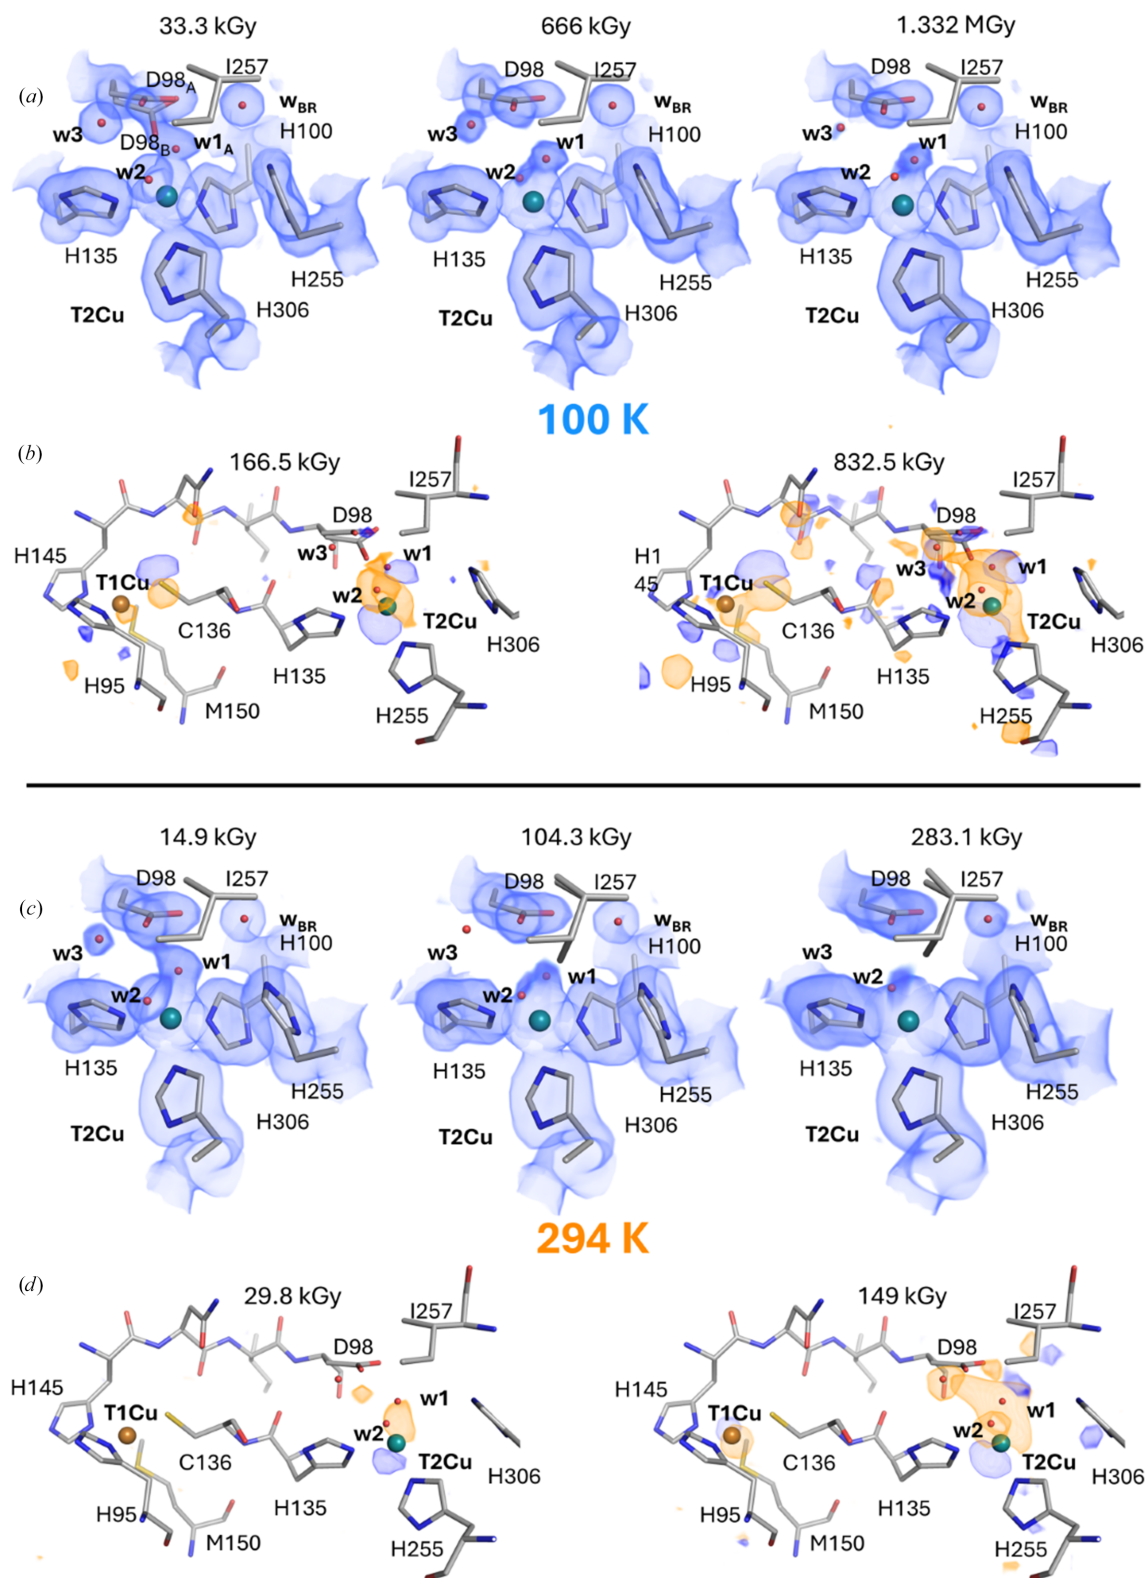 33.3 kGy 666 kGy 1.332 MGy
(a) D98A I257 D98 I257 D98 I257
wBR wBR wBR
w3 D98B w1A H100 w3 w1 H100 w3 w1 H100
w2 w2 w2
H135 H255 H135 H255 H135 H255
T2Cu H306 T2Cu H306 T2Cu H306
100 K
(b) 166.5 kGy 832.5 kGy
I257 I257
D98 D98
H145 w3 w1 H1 w3 w1
T1Cu 45 T1Cu
w2 w2
C136 T2Cu C136 T2Cu
H306 H306
H95 H135 H95 H135
M150 H255 M150 H255
14.9 kGy 104.3 kGy 283.1 kGy
(c) D98 I257 D98 I257 D98 I257
wBR wBR wBR
w3 H100 w3 H100 w3 H100
w1 w1
w2 w2 w2
H135 H255 H135 H255 H135 H255
T2Cu H306 T2Cu H306 T2Cu H306
294 K
(d) 29.8 kGy 149 kGy
I257 I257
D98 D98
H145 w1 H145 w1
T1Cu w2 T1Cu w2
C136 T2Cu C136 T2Cu
H306 H306
H95 H135 H95 H135
M150 H255 M150 H255